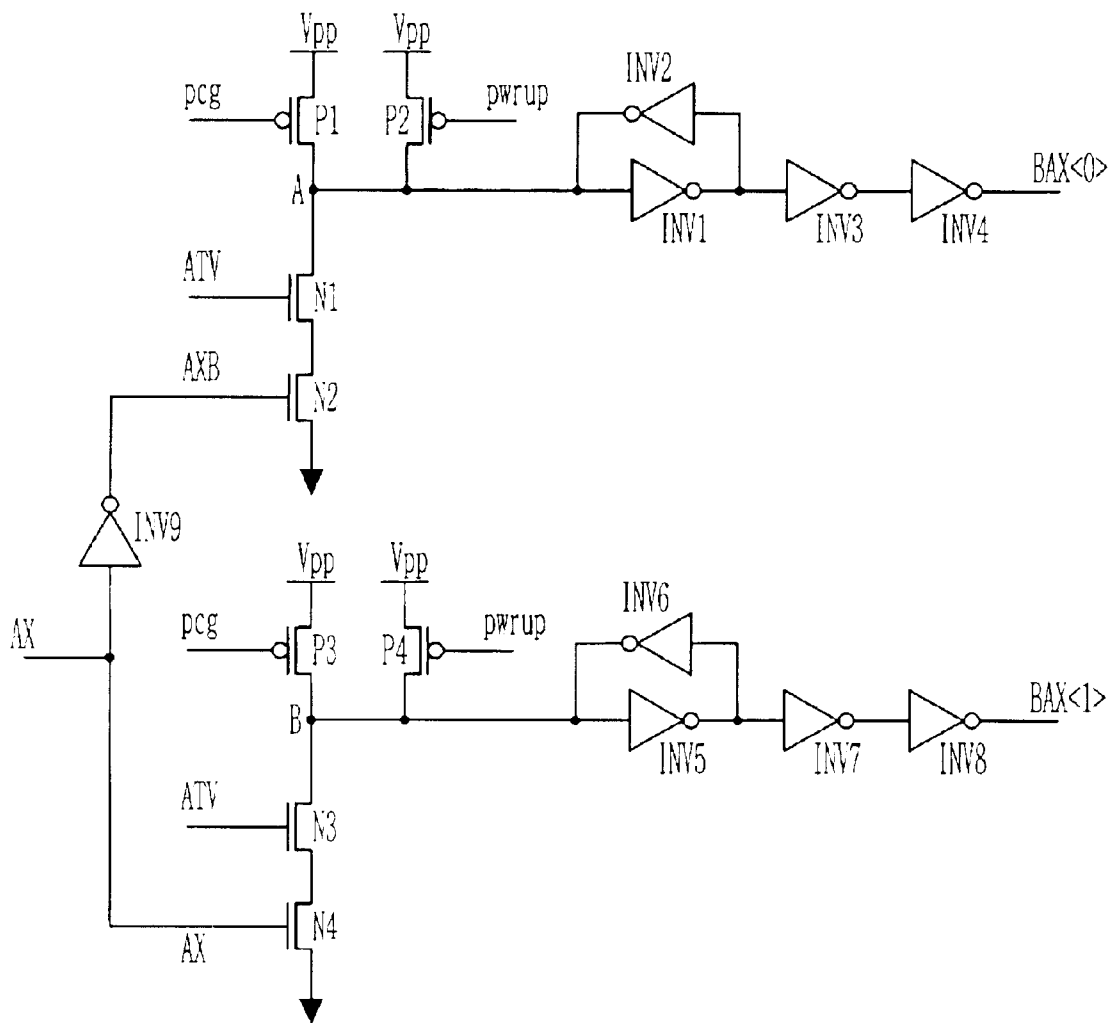 Vpp Vpp
INV2
pcg P1 P2 pwrup
BAX<0>
A
INV1 INV3 INV4
ATV
N1
AXB
N2
INV9
Vpp Vpp
INV6
pcg P3 P4 pwrup
AX
BAX<1>
B
INV5 INV7 INV8
ATV
N3
N4
AX